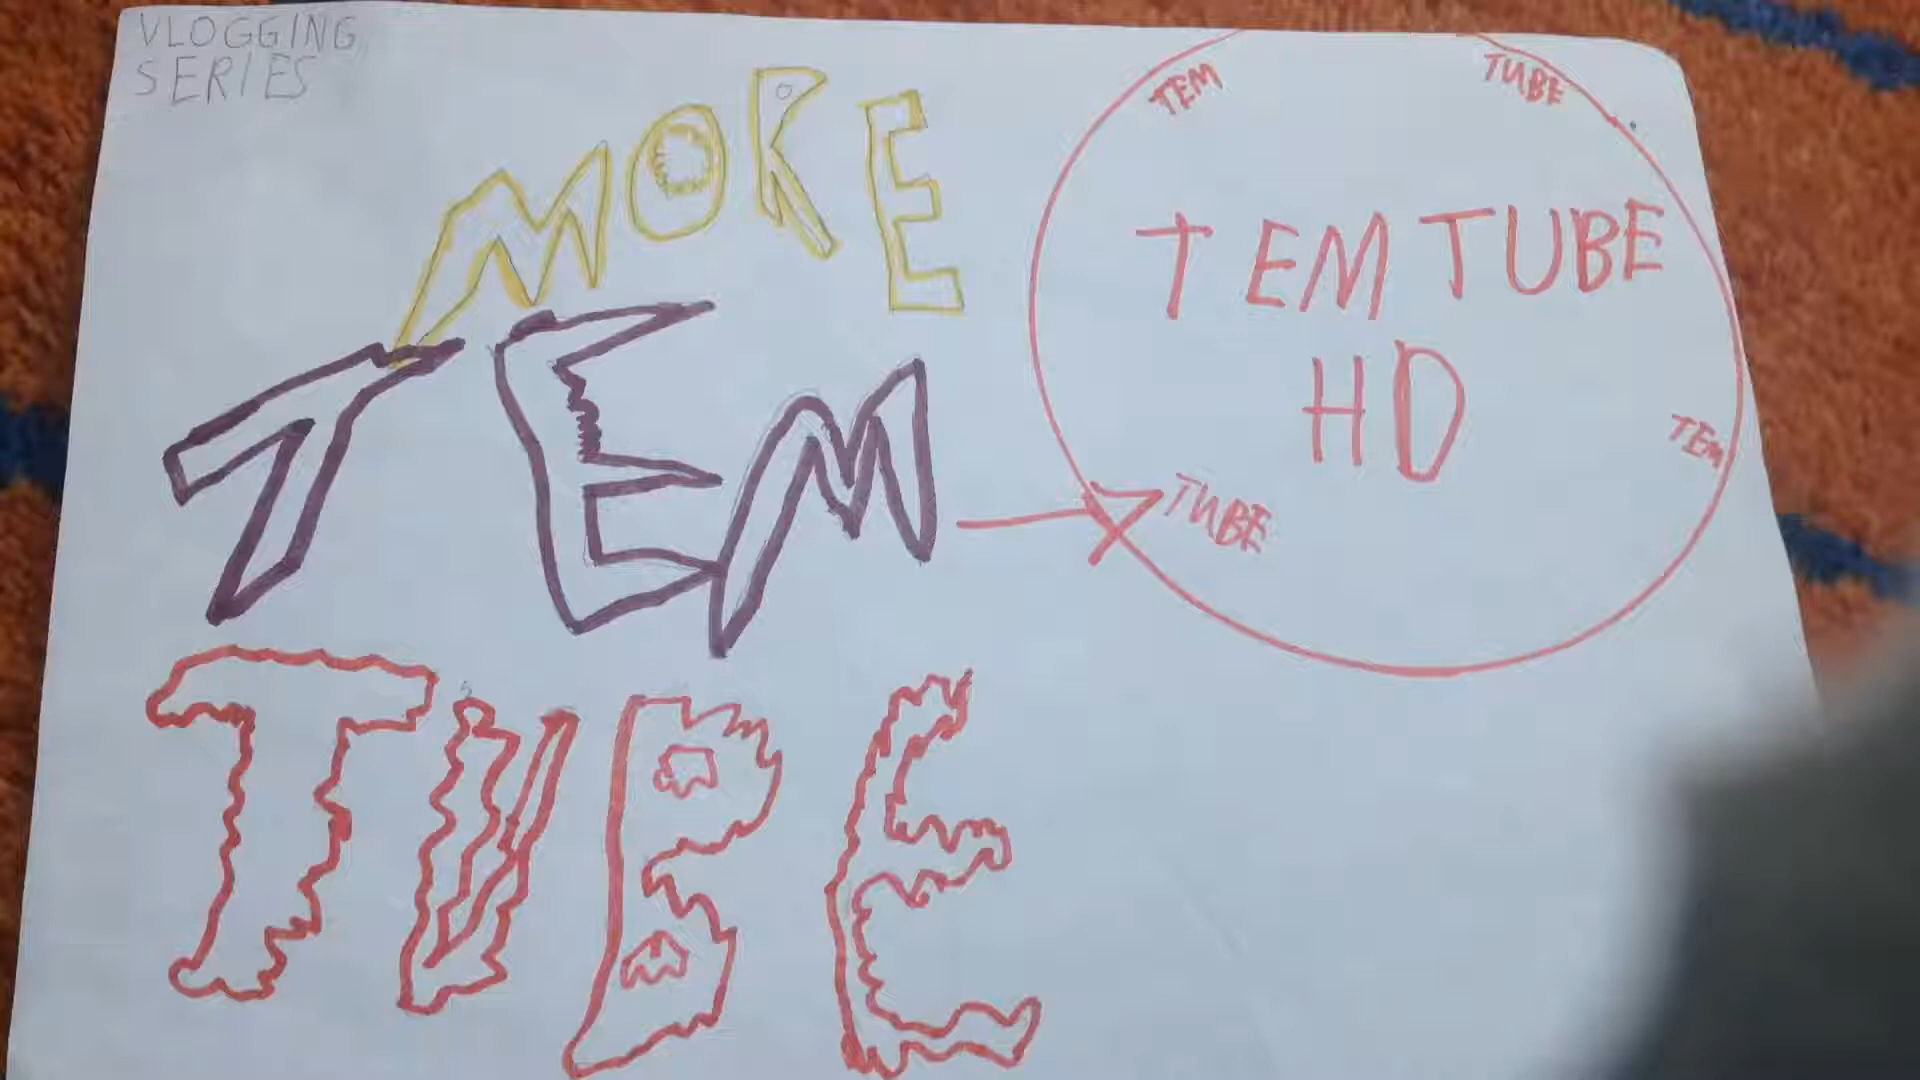 VLOGGING
SERIES
MORE
TEM
TUBE
TEM TUBE
TEM TUBE
HD
TEM
TUBE